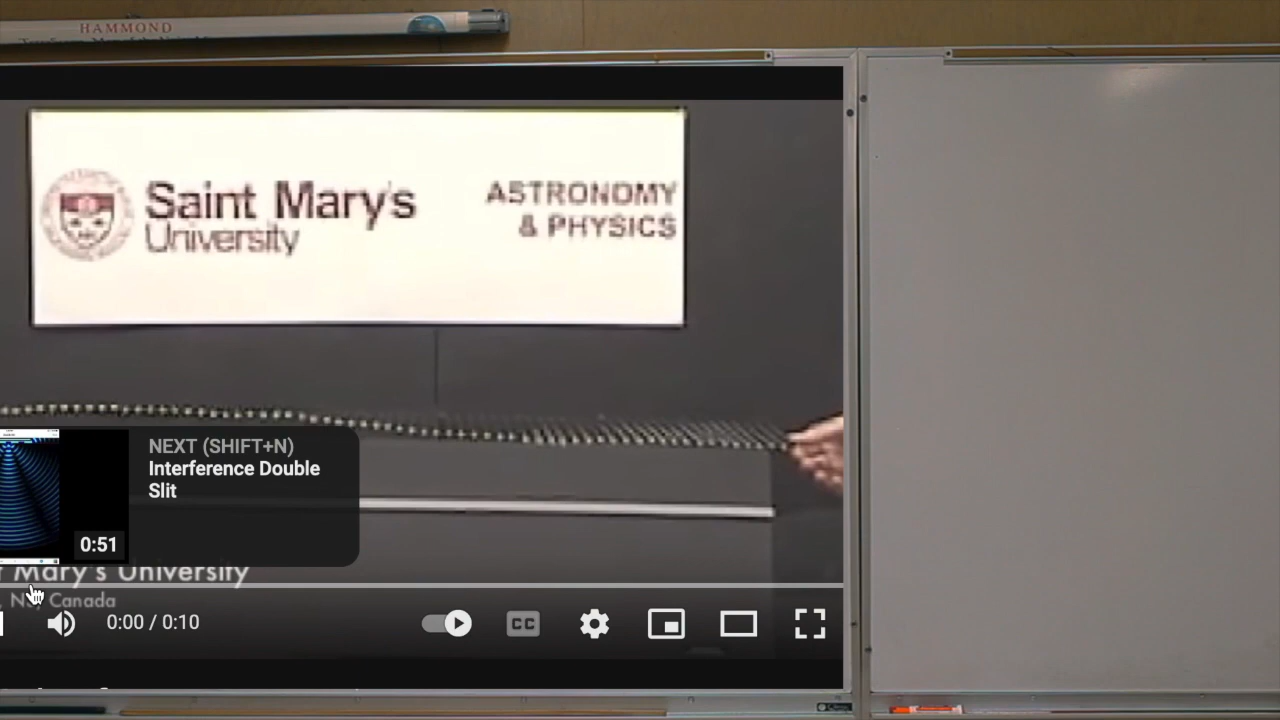 HAMMOND
Saint Mary's
University
ASTRONOMY
& PHYSICS
NEXT (SHIFT+N)
Interference Double
Slit
0:51
Mary's University
Canada
0:00 / 0:10
CC